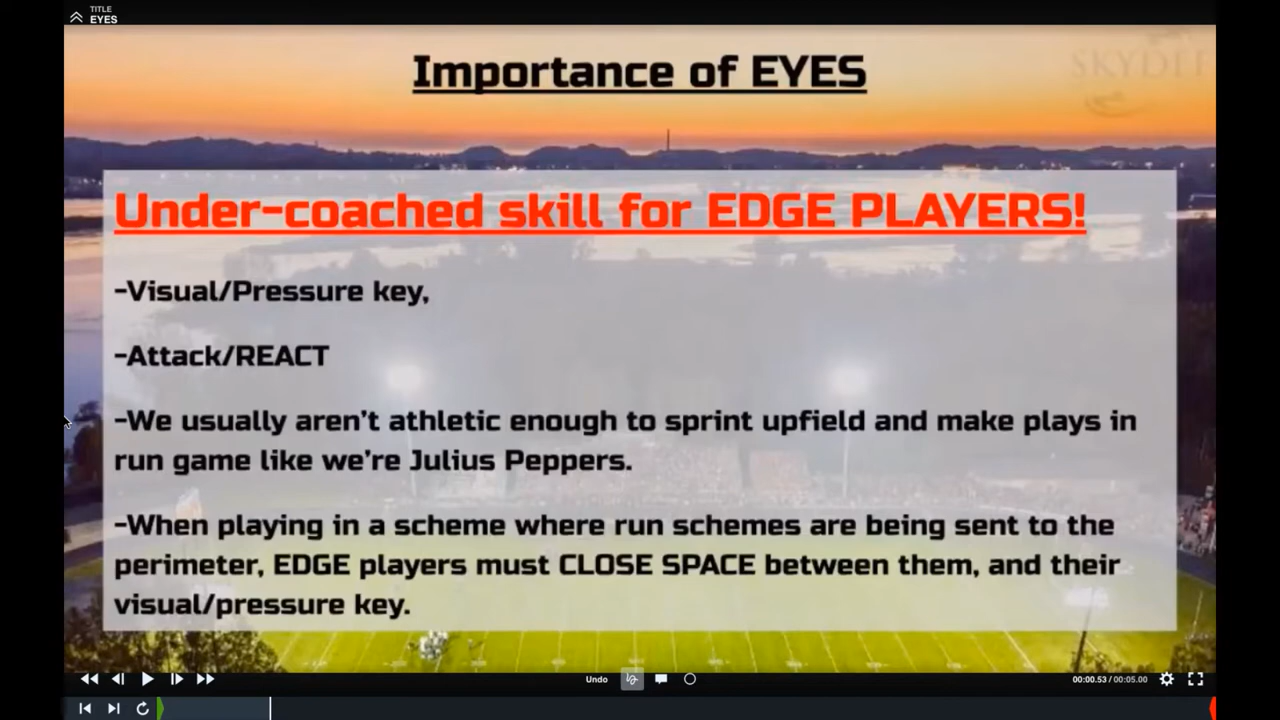 TITLE
EYES
Importance of EYES
SKYDLE
Under-coached skill for EDGE PLAYERS!
-Visual/Pressure key,
-Attack/REACT
-We usually aren't athletic enough to sprint upfield and make plays in
run game like we're Julius Peppers.
-When playing in a scheme where run schemes are being sent to the
perimeter, EDGE players must CLOSE SPACE between them, and their
visual/pressure key.
Undo
00:00.53 / 00:05.00